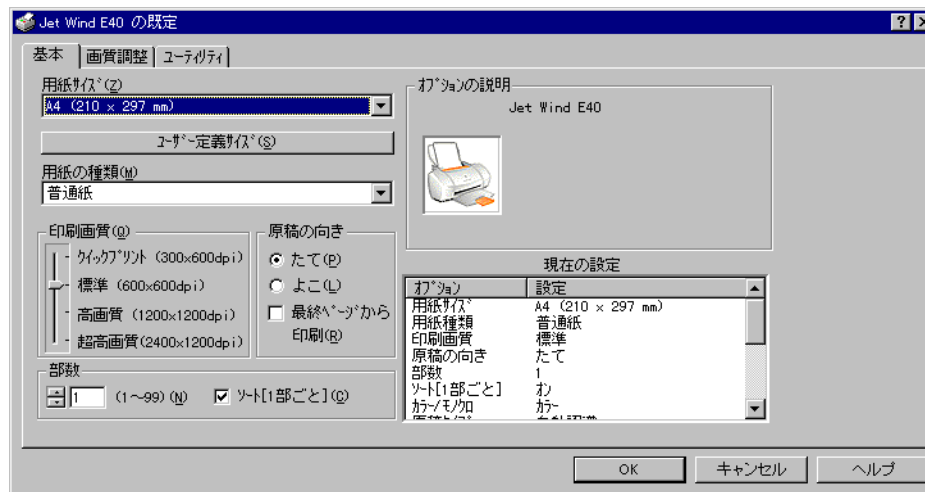 Jet Wind E40 の既定
基本 画質調整 ﾕｰﾃｨﾘﾃｨ
用紙ｻｲｽﾞ(Z)
A4 (210 × 297 mm)
ﾕｰｻﾞｰ定義ｻｲｽﾞ(S)
用紙の種類(M)
普通紙
印刷画質(Q)
ｸｲｯｸﾌﾟﾘﾝﾄ (300x600dpi)
標準 (600x600dpi)
高画質 (1200x1200dpi)
超高画質(2400x1200dpi)
原稿の向き
たて(P)
よこ(L)
最終ﾍﾟｰｼﾞから
印刷(R)
部数
1 (1～99)(N) ｿｰﾄ[1部ごと](C)
ｵﾌﾟｼｮﾝの説明
Jet Wind E40
現在の設定
ｵﾌﾟｼｮﾝ 設定
用紙ｻｲｽﾞ A4 (210 × 297 mm)
用紙種類 普通紙
印刷画質 標準
原稿の向き たて
部数 1
ｿｰﾄ[1部ごと] ｵﾝ
ｶﾗｰ/ﾓﾉｸﾛ ｶﾗｰ
OK キャンセル ヘルプ